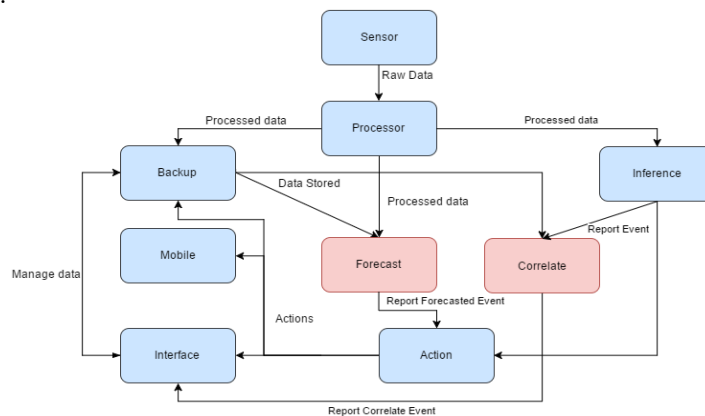 Sensor
Raw Data
Processed data
Processor
Processed data
Backup
Data Stored
Inference
Processed data
Report Event
Mobile
Forecast
Correlate
Manage data
Report Forecasted Event
Actions
Interface
Action
Report Correlate Event